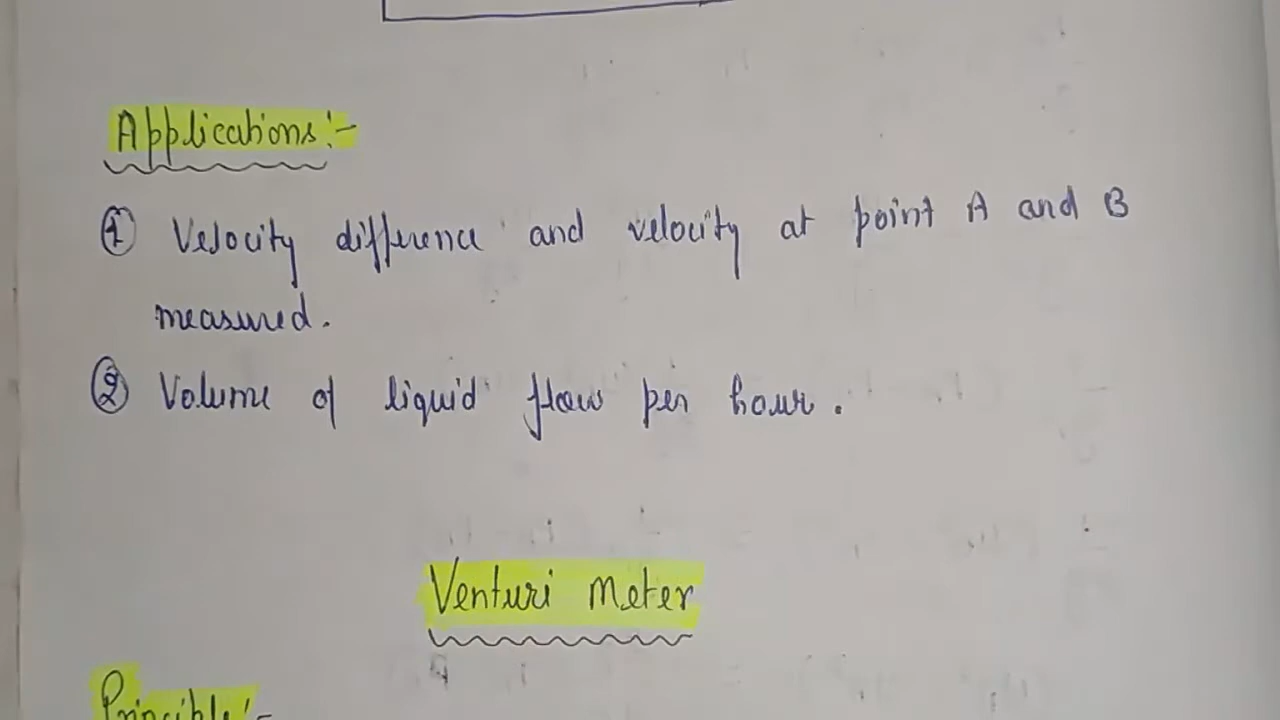 Applications:-
① Velocity difference and velocity at point A and B
measured.
② Volume of liquid flow per hour.
Venturi Meter
Principle:-